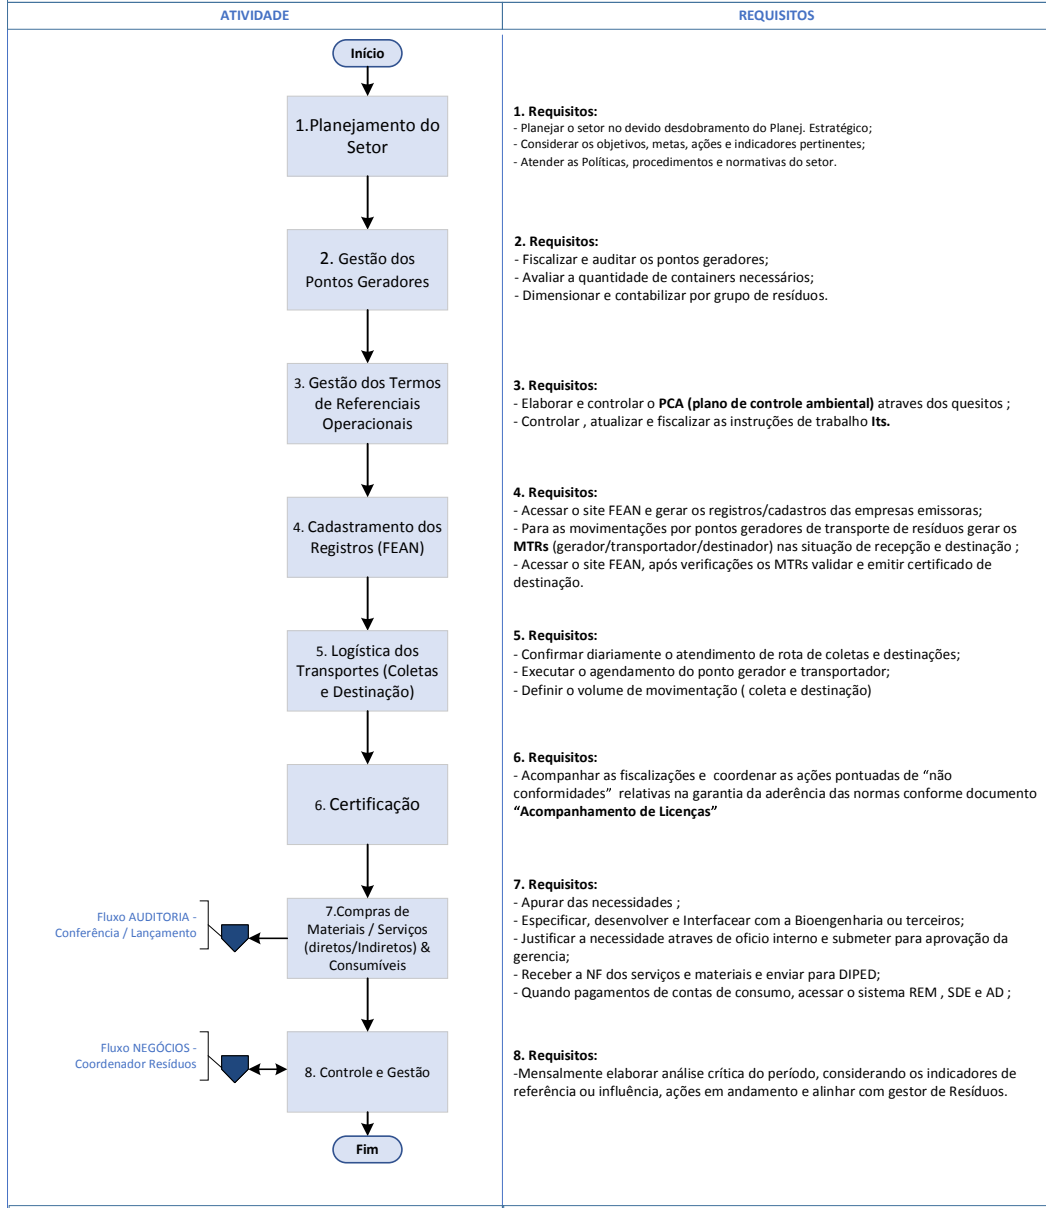 ATIVIDADE
REQUISITOS
Início
1.Planejamento do
Setor
1. Requisitos:
- Planejar o setor no devido desdobramento do Planej. Estratégico;
- Considerar os objetivos, metas, ações e indicadores pertinentes;
- Atender as Políticas, procedimentos e normativas do setor.
2. Gestão dos
Pontos Geradores
2. Requisitos:
- Fiscalizar e auditar os pontos geradores;
- Avaliar a quantidade de containers necessários;
- Dimensionar e contabilizar por grupo de resíduos.
3. Gestão dos Termos
de Referenciais
Operacionais
3. Requisitos:
- Elaborar e controlar o PCA (plano de controle ambiental) atraves dos quesitos ;
- Controlar , atualizar e fiscalizar as instruções de trabalho Its.
4. Cadastramento dos
Registros (FEAN)
4. Requisitos:
- Acessar o site FEAN e gerar os registros/cadastros das empresas emissoras;
- Para as movimentações por pontos geradores de transporte de resíduos gerar os
MTRs (gerador/transportador/destinador) nas situação de recepção e destinação ;
- Acessar o site FEAN, após verificações os MTRs validar e emitir certificado de
destinação.
5. Logística dos
Transportes (Coletas
e Destinação)
5. Requisitos:
- Confirmar diariamente o atendimento de rota de coletas e destinações;
- Executar o agendamento do ponto gerador e transportador;
- Definir o volume de movimentação ( coleta e destinação)
6. Certificação
6. Requisitos:
- Acompanhar as fiscalizações e  coordenar as ações pontuadas de “não
conformidades”  relativas na garantia da aderência das normas conforme documento
“Acompanhamento de Licenças”
Fluxo AUDITORIA -
Conferência / Lançamento
7.Compras de
Materiais / Serviços
(diretos/Indiretos) &
Consumíveis
7. Requisitos:
- Apurar das necessidades ;
- Especificar, desenvolver e Interfacear com a Bioengenharia ou terceiros;
- Justificar a necessidade atraves de oficio interno e submeter para aprovação da
gerencia;
- Receber a NF dos serviços e materiais e enviar para DIPED;
- Quando pagamentos de contas de consumo, acessar o sistema REM , SDE e AD ;
Fluxo NEGÓCIOS -
Coordenador Resíduos
8. Controle e Gestão
8. Requisitos:
-Mensalmente elaborar análise crítica do período, considerando os indicadores de
referência ou influência, ações em andamento e alinhar com gestor de Resíduos.
Fim